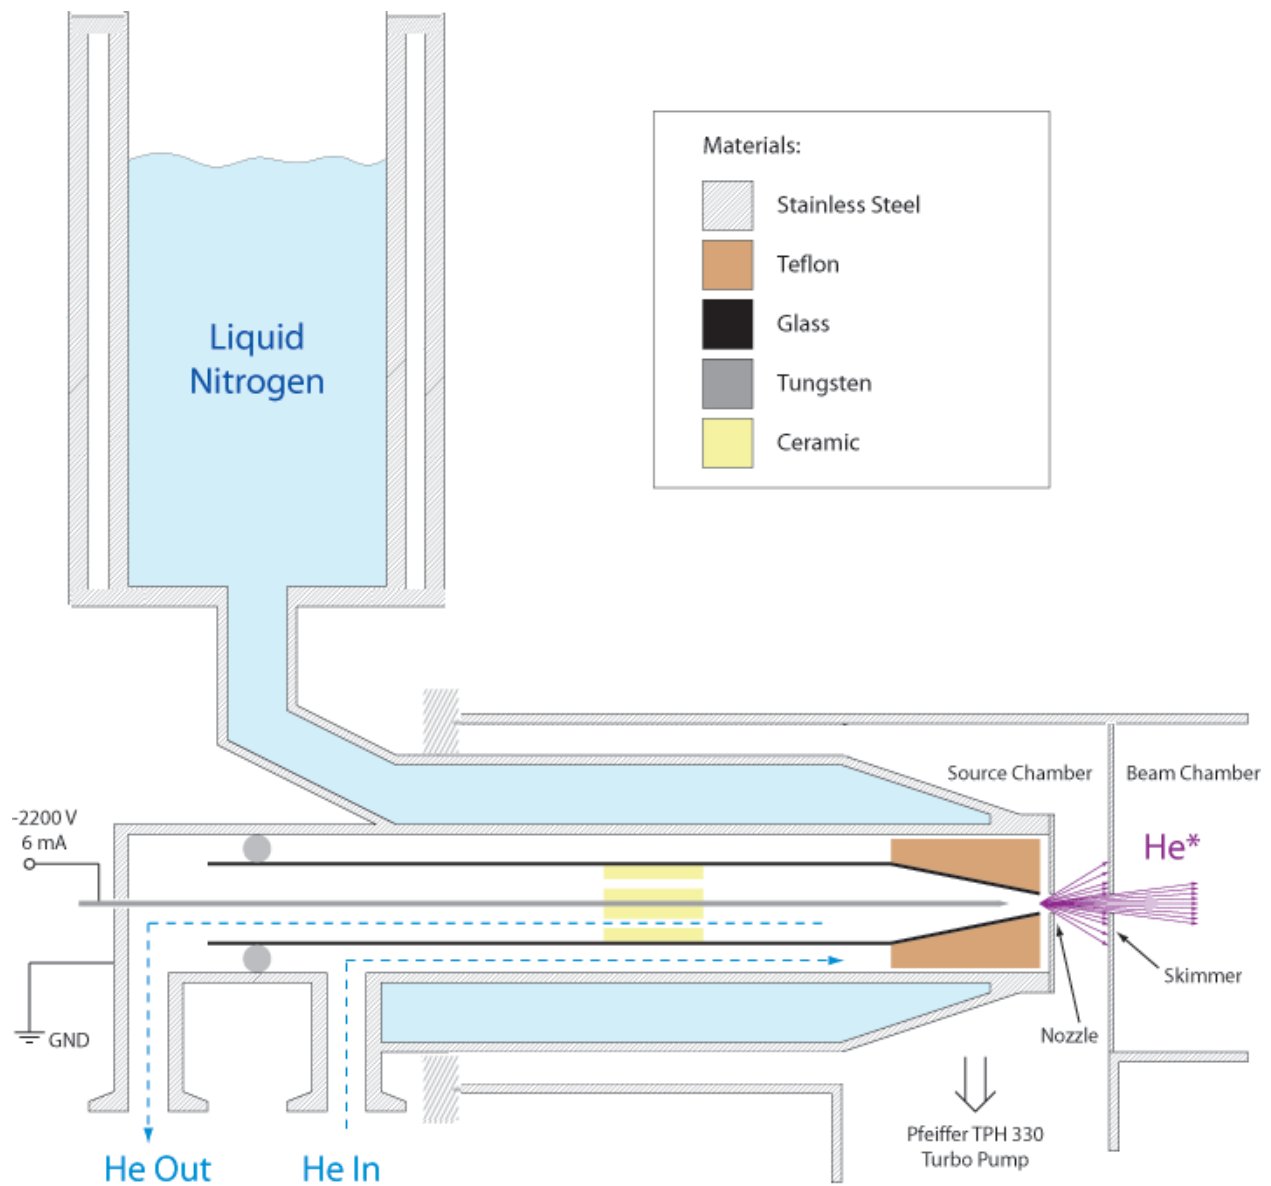 Materials:
Stainless Steel
Teflon
Glass
Tungsten
Ceramic
Liquid
Nitrogen
Source Chamber
Beam Chamber
-2200 V
6 mA
He*
Skimmer
Nozzle
GND
Pfeiffer TPH 330
Turbo Pump
He Out
He In